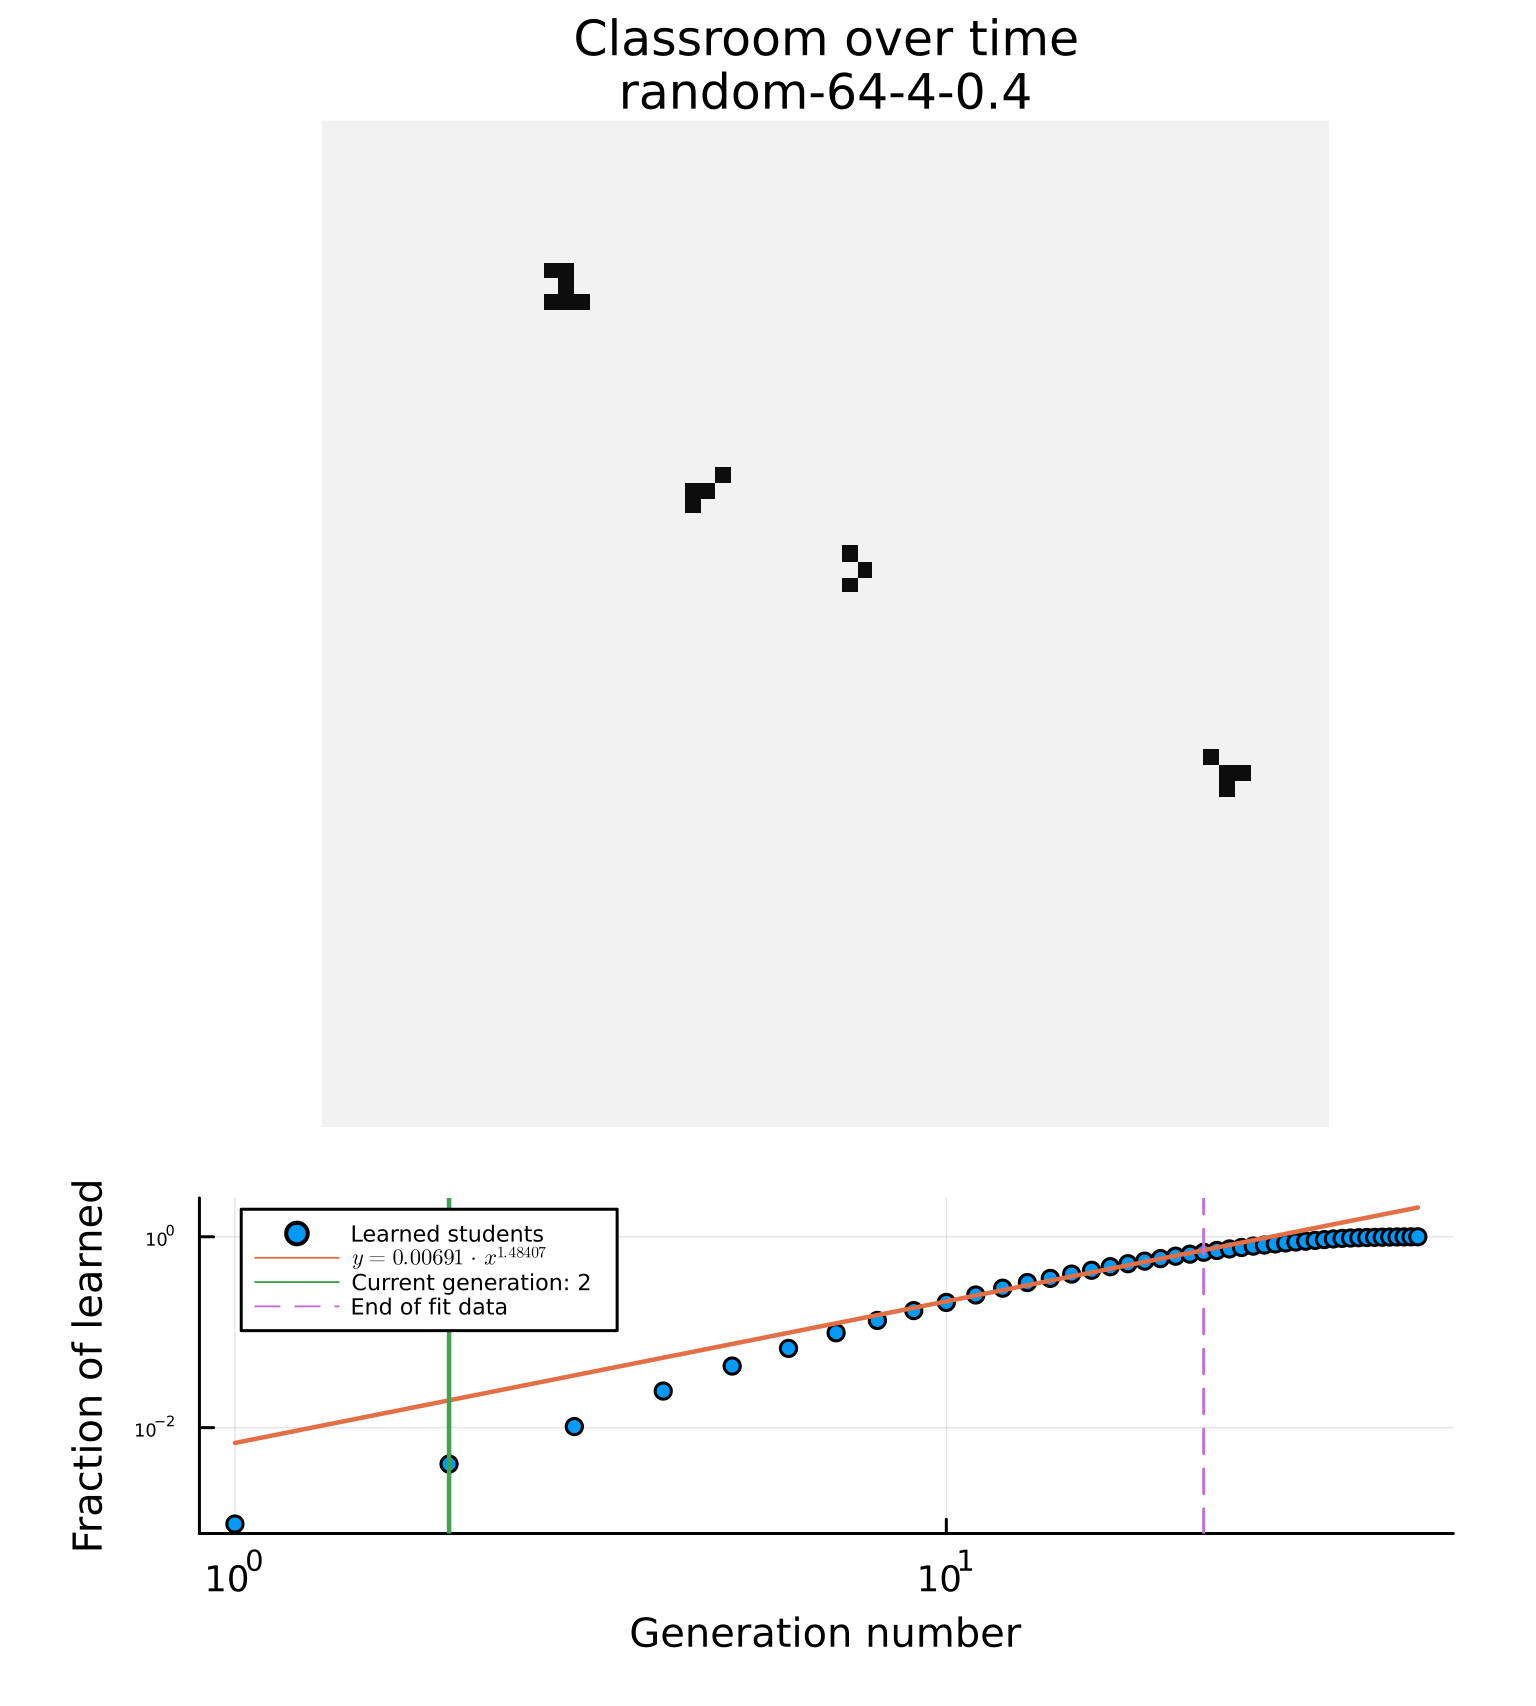 Classroom over time
random-64-4-0.4
Fraction of learned
10^0
10^-2
Learned students
y = 0.00691 · x^1.48407
Current generation: 2
End of fit data
10^0
10^1
Generation number